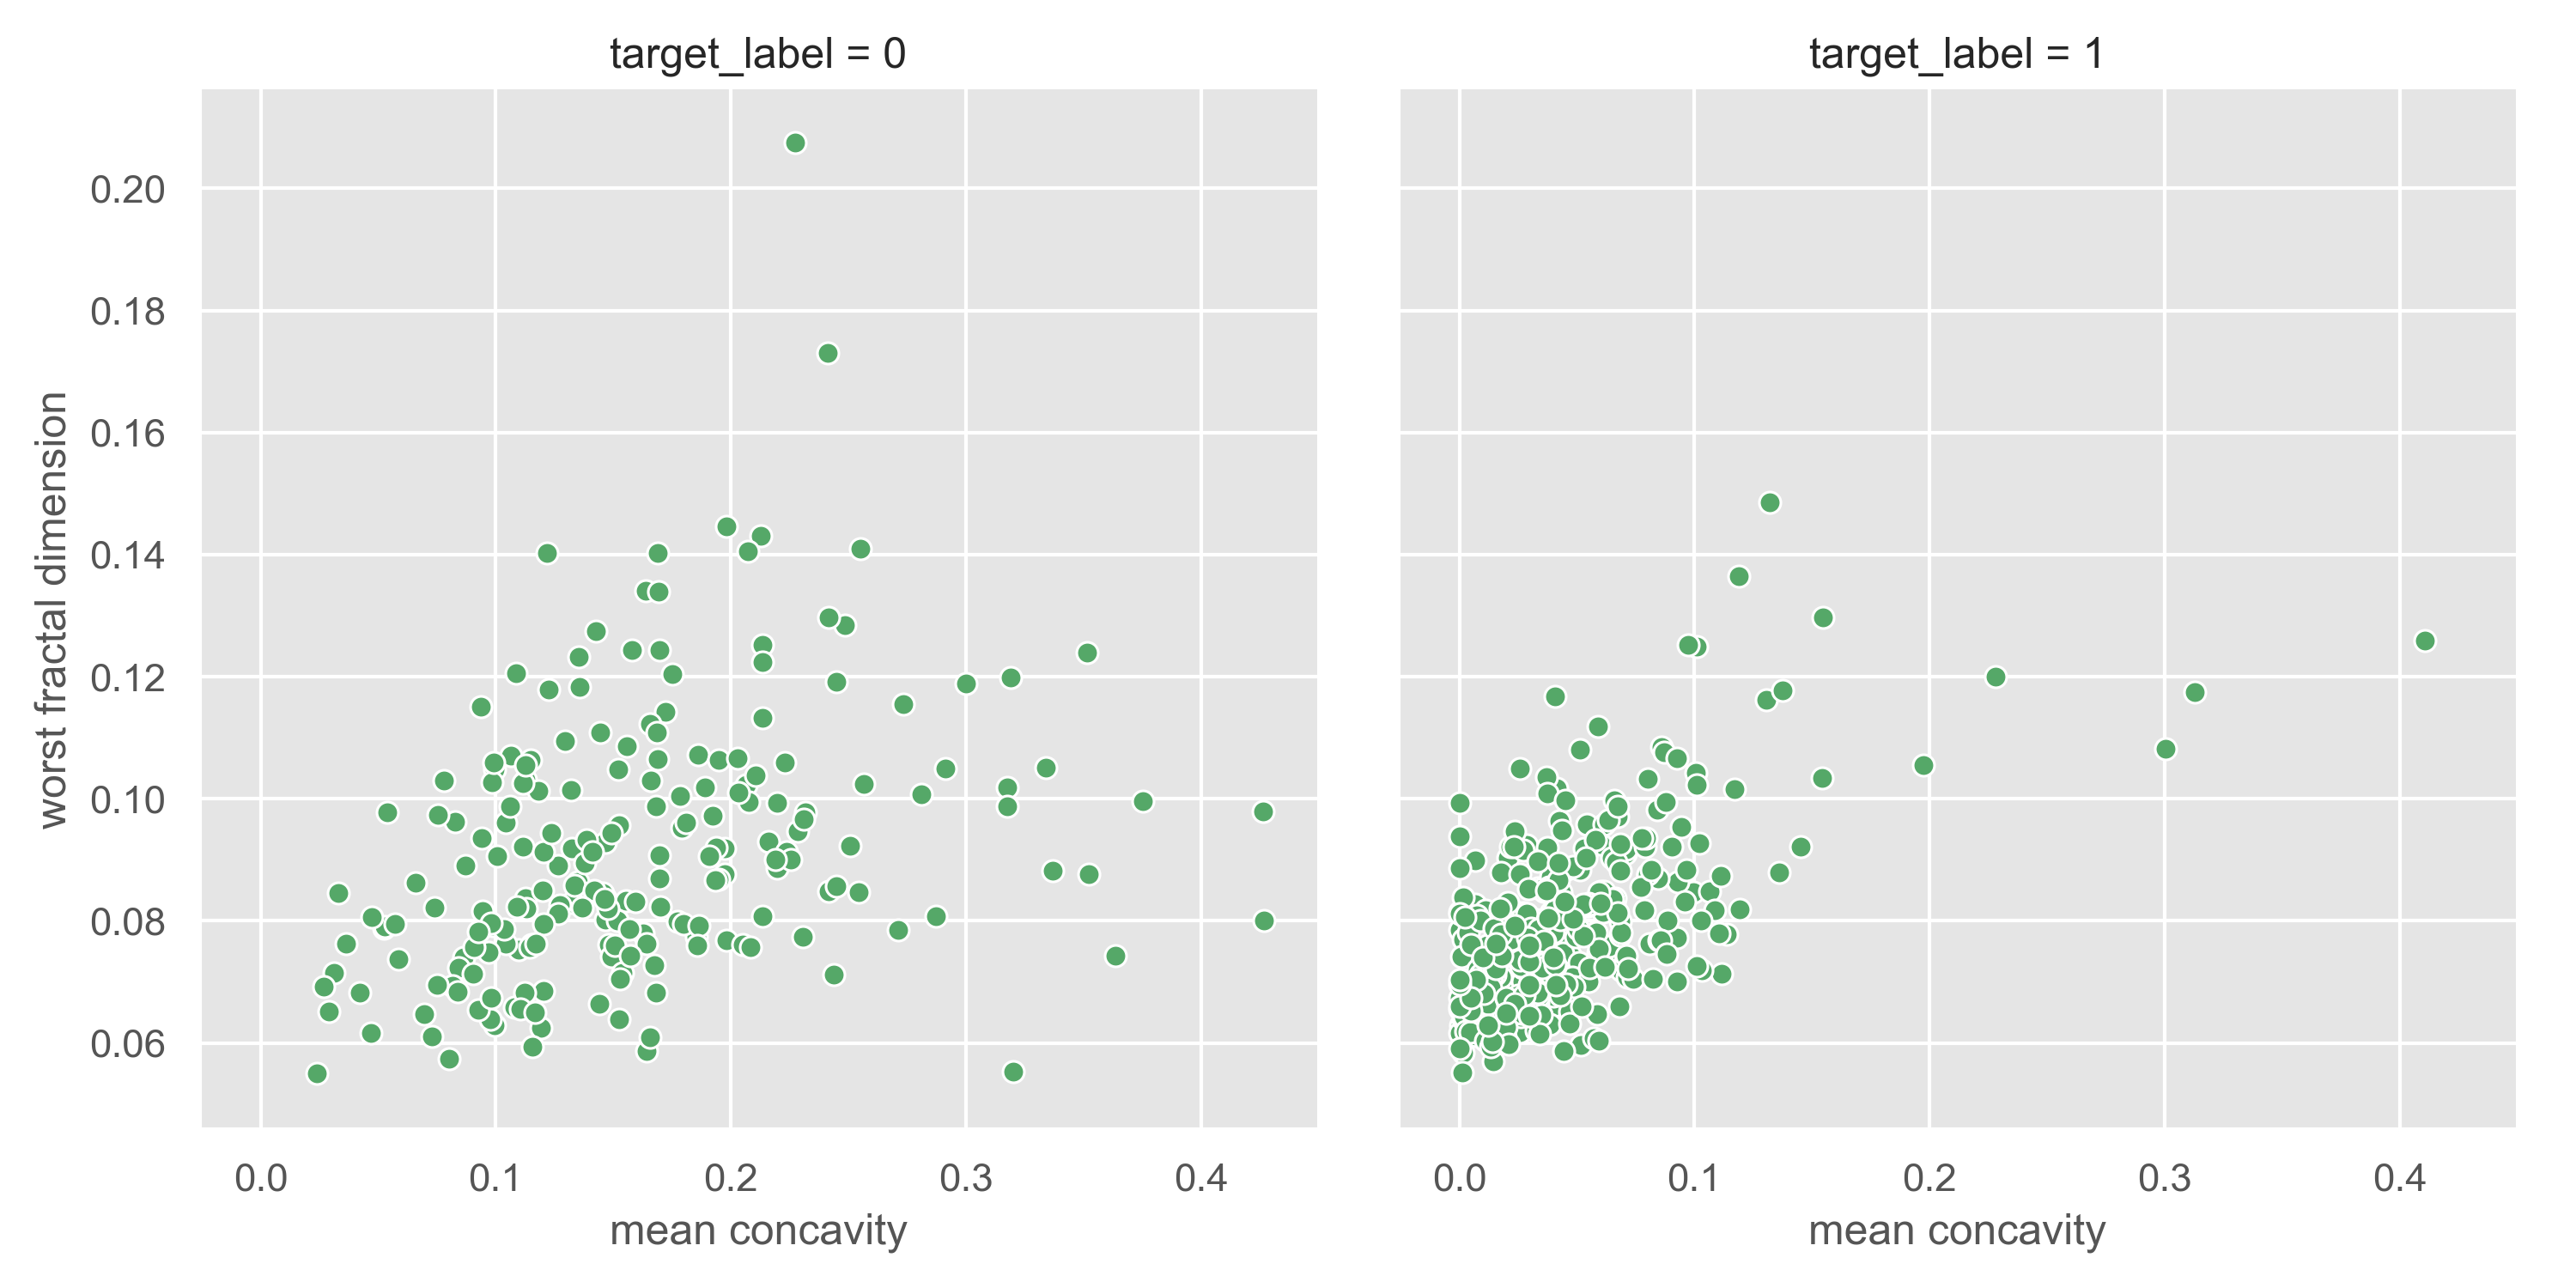 target_label = 0
target_label = 1
worst fractal dimension
0.20
0.18
0.16
0.14
0.12
0.10
0.08
0.06
0.0 0.1 0.2 0.3 0.4
0.0 0.1 0.2 0.3 0.4
mean concavity
mean concavity